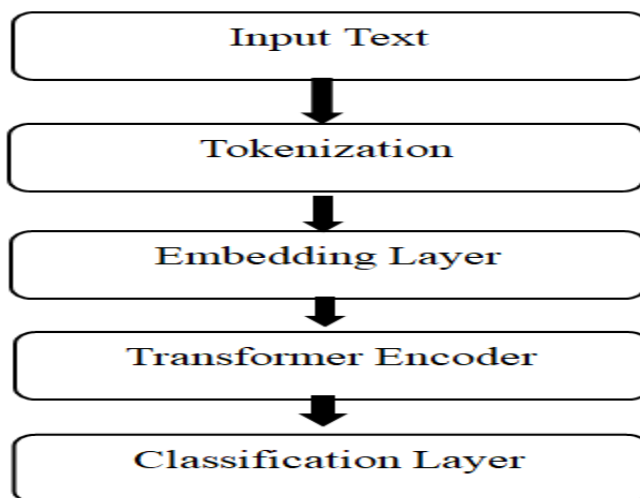 Input Text
Tokenization
Embedding Layer
Transformer Encoder
Classification Layer